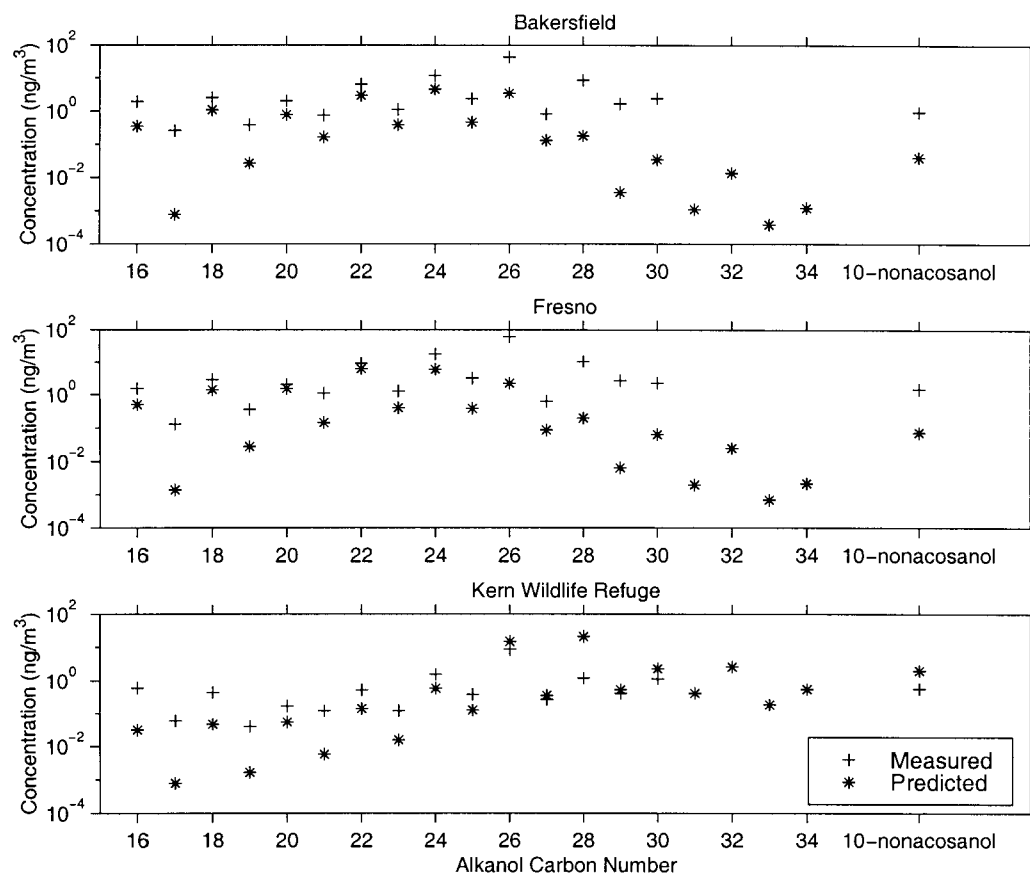 Bakersfield
Concentration (ng/m³)
10²
10⁰
10⁻²
10⁻⁴
16 18 20 22 24 26 28 30 32 34 10−nonacosanol
Fresno
Concentration (ng/m³)
10²
10⁰
10⁻²
10⁻⁴
16 18 20 22 24 26 28 30 32 34 10−nonacosanol
Kern Wildlife Refuge
Concentration (ng/m³)
10²
10⁰
10⁻²
10⁻⁴
Measured
Predicted
16 18 20 22 24 26 28 30 32 34 10−nonacosanol
Alkanol Carbon Number